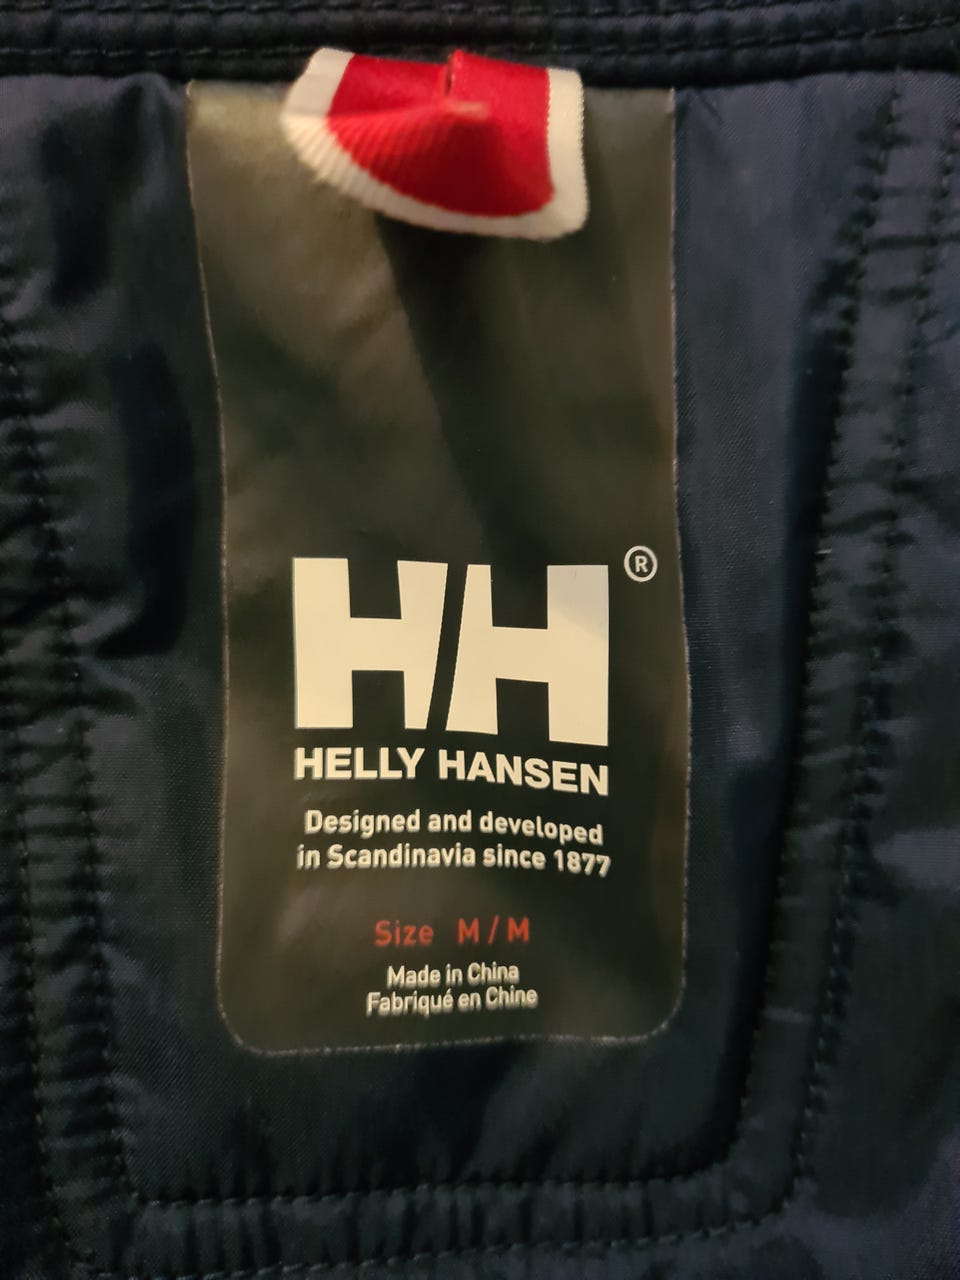 HH ®
HELLY HANSEN
Designed and developed
in Scandinavia since 1877
Size M / M
Made in China
Fabriqué en Chine